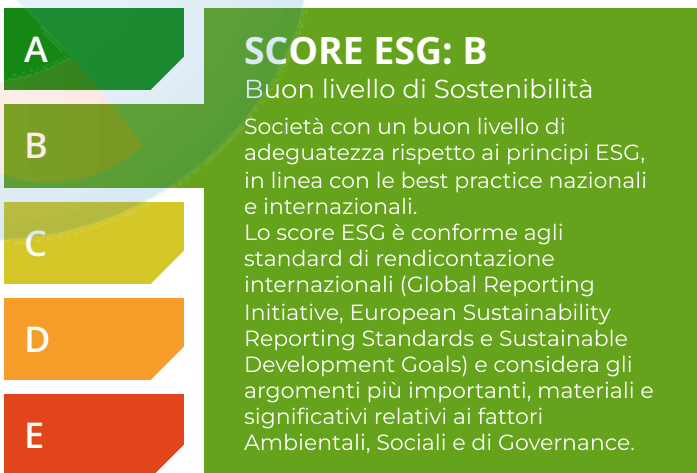 A
B
C
D
E
SCORE ESG: B
Buon livello di Sostenibilità
Società con un buon livello di
adeguatezza rispetto ai principi ESG,
in linea con le best practice nazionali
e internazionali.
Lo score ESG è conforme agli
standard di rendicontazione
internazionali (Global Reporting
Initiative, European Sustainability
Reporting Standards e Sustainable
Development Goals) e considera gli
argomenti più importanti, materiali e
significativi relativi ai fattori
Ambientali, Sociali e di Governance.